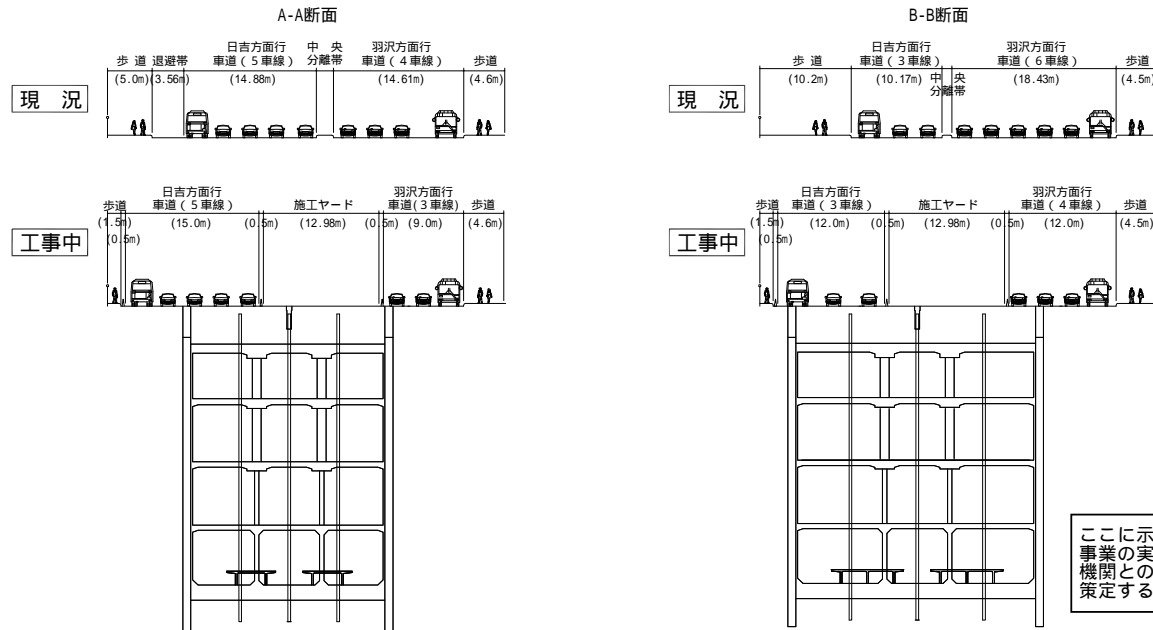 A-A断面
日吉方面行 中 央 羽沢方面行
歩 道 退避帯 車道(5車線) 分離帯 車道(4車線) 歩道
(5.0m) (3.56m) (14.88m) (14.61m) (4.6m)
現 況
日吉方面行 羽沢方面行
歩道 車道(5車線) 施工ヤード 車道(3車線) 歩道
(1.5m) (15.0m) (0.5m) (12.98m) (0.5m) (9.0m) (4.6m)
(0.5m)
工事中
B-B断面
日吉方面行 羽沢方面行
歩 道 車道(3車線) 車道(6車線) 歩道
(10.2m) (10.17m) 中 央 (18.43m) (4.5m)
分離帯
現 況
日吉方面行 羽沢方面行
歩道 車道(3車線) 施工ヤード 車道(4車線) 歩道
(1.5m) (12.0m) (0.5m) (12.98m) (0.5m) (12.0m) (4.5m)
(0.5m)
工事中
ここに示
事業の実
機関との
策定する